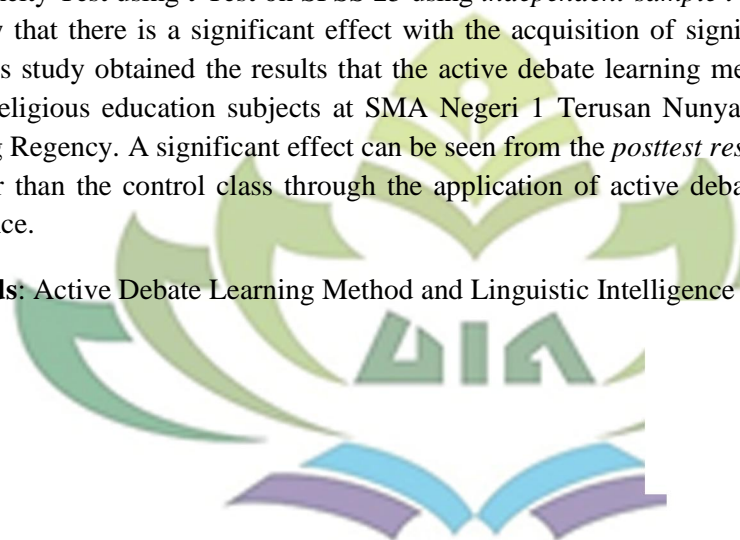 Test using t-Test on SPSS using independent sample
y that there is a significant effect with the acquisition of signi
s study obtained the results that the active debate learning me
eligious education subjects at SMA Negeri 1 Terusan Nunya
g Regency. A significant effect can be seen from the posttest res
r than the control class through the application of active deba
ce.
ds: Active Debate Learning Method and Linguistic Intelligence